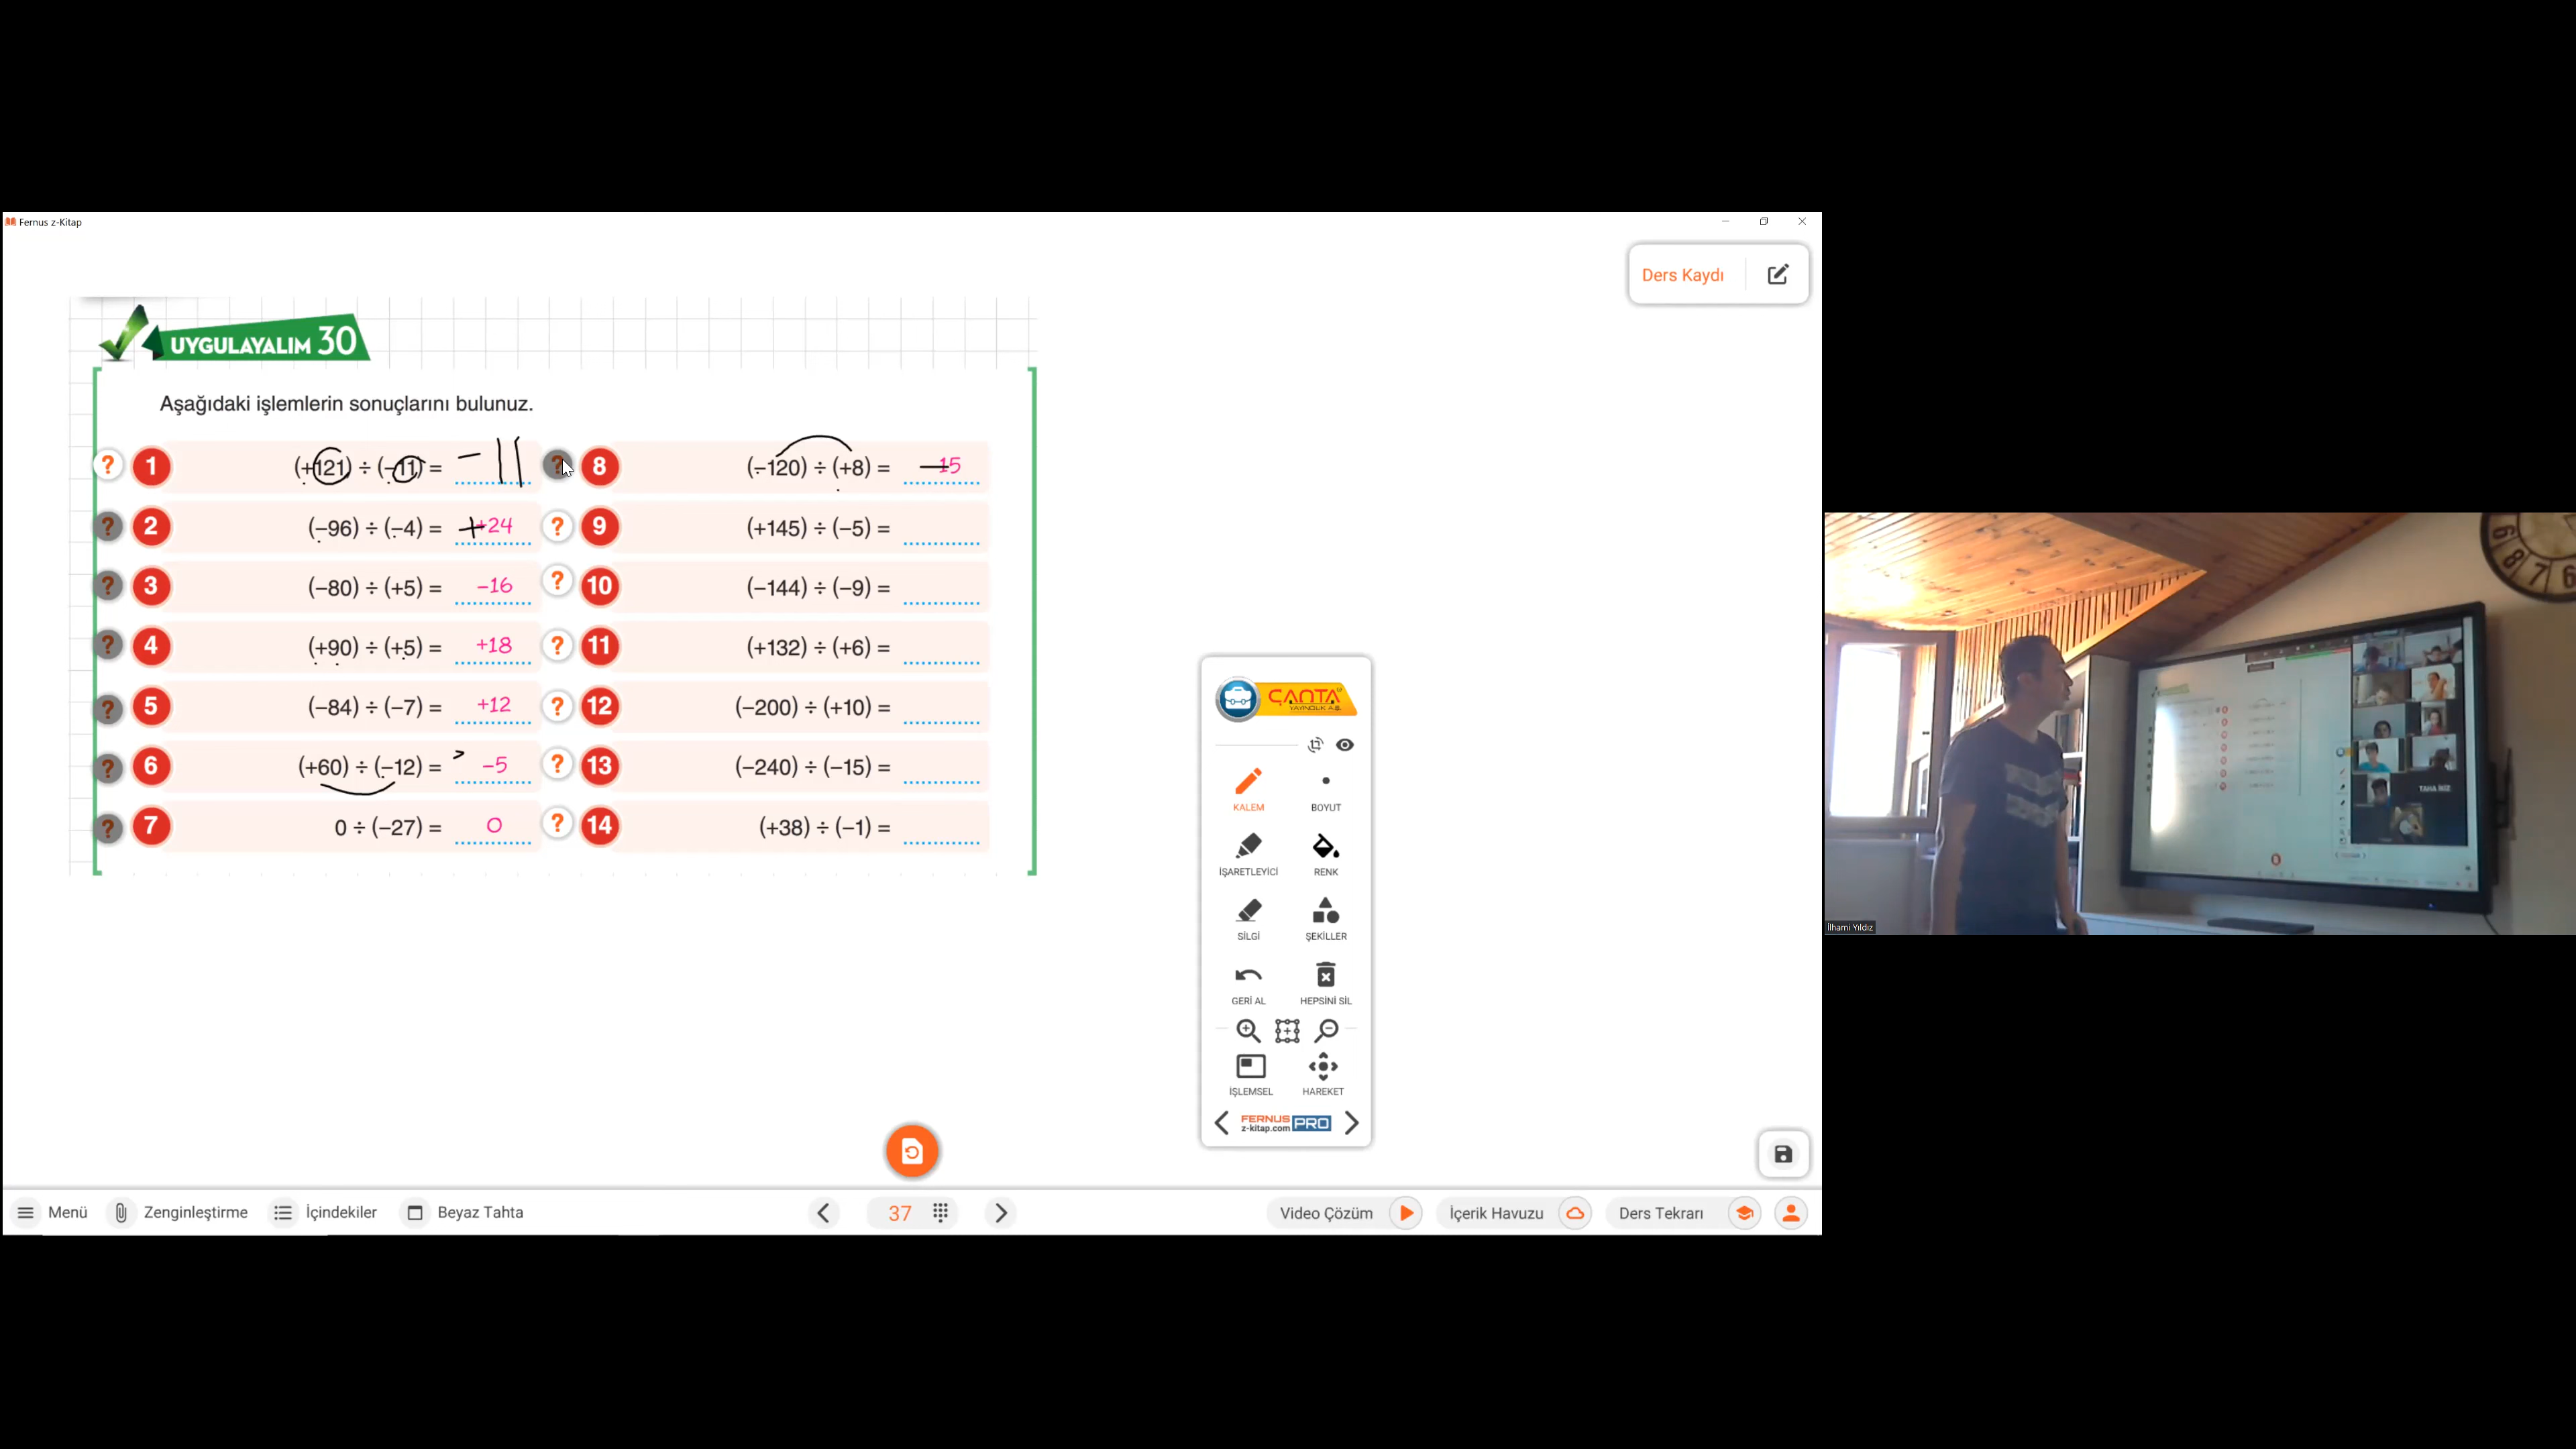 Fernus z-Kitap
Ders Kaydı
UYGULAYALIM 30
Aşağıdaki işlemlerin sonuçlarını bulunuz.
? 1 (+121) ÷ (−11) = −11
? 2 (−96) ÷ (−4) = +24
? 3 (−80) ÷ (+5) = −16
? 4 (+90) ÷ (+5) = +18
? 5 (−84) ÷ (−7) = +12
? 6 (+60) ÷ (−12) = −5
? 7 0 ÷ (−27) = 0
? 8 (−120) ÷ (+8) = −15
? 9 (+145) ÷ (−5) =
? 10 (−144) ÷ (−9) =
? 11 (+132) ÷ (+6) =
? 12 (−200) ÷ (+10) =
? 13 (−240) ÷ (−15) =
? 14 (+38) ÷ (−1) =
ÇANTA
YAYINCILIK A.Ş.
KALEM BOYUT
İŞARETLEYİCİ RENK
SİLGİ ŞEKİLLER
GERİ AL HEPSİNİ SİL
İŞLEMSEL HAREKET
FERNUS PRO
z-kitap.com
Menü Zenginleştirme İçindekiler Beyaz Tahta 37 Video Çözüm İçerik Havuzu Ders Tekrarı
6 8 7 6
İlhami Yıldız